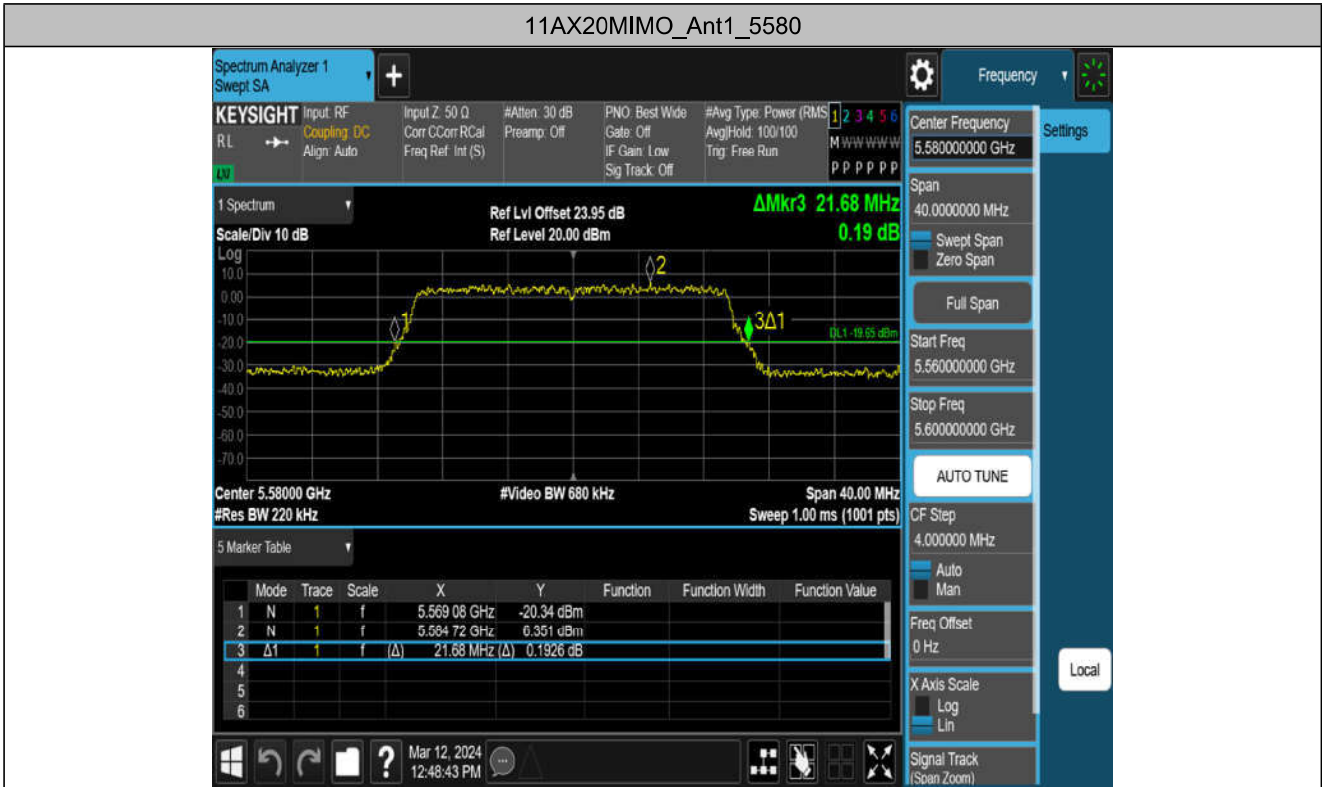 11AX20MIMO_Ant1_5580
Spectrum Analyzer 1
Swept SA
+
Frequency
KEYSIGHT
RL
LXI
Input: RF
Coupling: DC
Align: Auto
Input Z: 50 Ω
Corr CCorr RCal
Freq Ref: Int (S)
#Atten: 30 dB
Preamp: Off
PNO: Best Wide
Gate: Off
IF Gain: Low
Sig Track: Off
#Avg Type: Power (RMS
Avg|Hold: 100/100
Trig: Free Run
1 2 3 4 5 6
M W W W W W
P P P P P P
Center Frequency
5.580000000 GHz
Settings
Span
40.0000000 MHz
Swept Span
Zero Span
Full Span
Start Freq
5.560000000 GHz
Stop Freq
5.600000000 GHz
AUTO TUNE
CF Step
4.000000 MHz
Auto
Man
Freq Offset
0 Hz
X Axis Scale
Log
Lin
Local
Signal Track
(Span Zoom)
1 Spectrum
Scale/Div 10 dB
Ref Lvl Offset 23.95 dB
Ref Level 20.00 dBm
ΔMkr3 21.68 MHz
0.19 dB
Log
10.0
0.00
-10.0
-20.0
-30.0
-40.0
-50.0
-60.0
-70.0
1
2
3Δ1
DL1 -19.65 dBm
Center 5.58000 GHz
#Res BW 220 kHz
#Video BW 680 kHz
Span 40.00 MHz
Sweep 1.00 ms (1001 pts)
5 Marker Table
Mode Trace Scale X Y Function Function Width Function Value
1 N 1 f 5.569 08 GHz -20.34 dBm
2 N 1 f 5.584 72 GHz 6.351 dBm
3 Δ1 1 f (Δ) 21.68 MHz (Δ) 0.1926 dB
4
5
6
?
Mar 12, 2024
12:48:43 PM